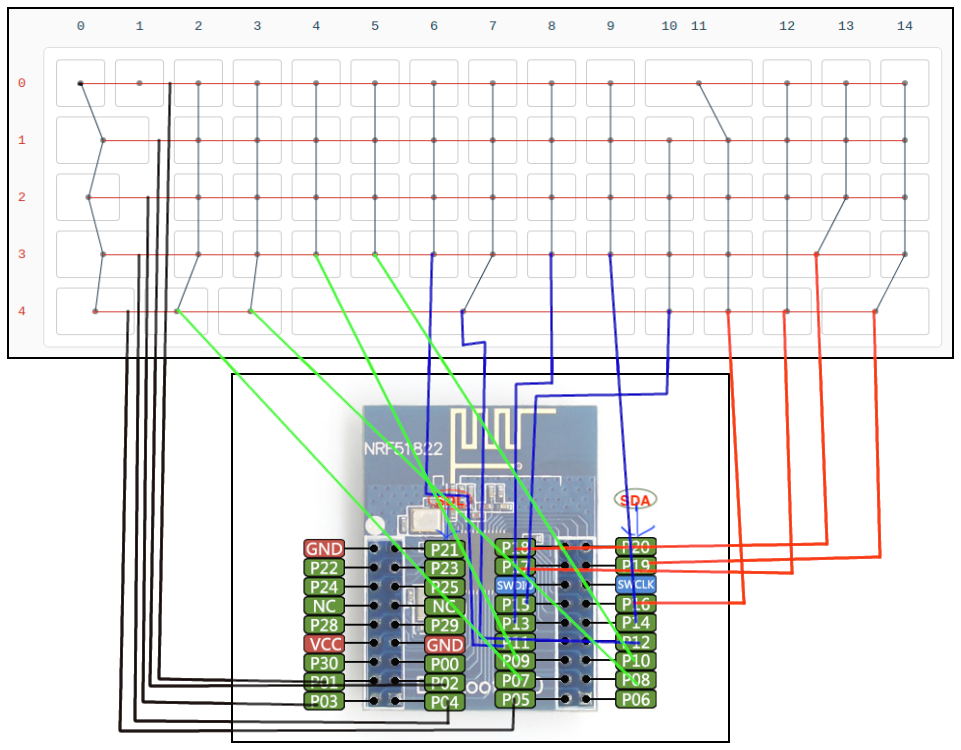 0 1 2 3 4 5 6 7 8 9 10 11 12 13 14
0
1
2
3
4
NRF51822
SDA
GND P21 P18 P20
P22 P23 P17 P19
P24 P25 SWDIO SWCLK
NC NC P15 P16
P28 P29 P13 P14
VCC GND P11 P12
P30 P00 P09 P10
P01 P02 P07 P08
P03 P04 P05 P06